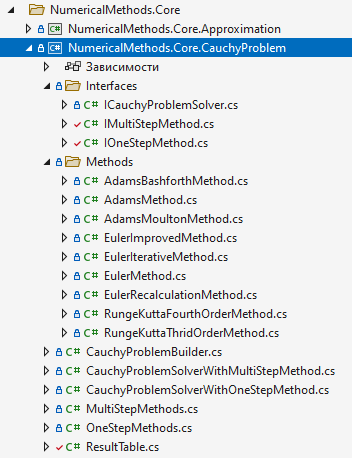 NumericalMethods.Core
C# NumericalMethods.Core.Approximation
C# NumericalMethods.Core.CauchyProblem
Зависимости
Interfaces
C# ICauchyProblemSolver.cs
C# IMultiStepMethod.cs
C# IOneStepMethod.cs
Methods
C# AdamsBashforthMethod.cs
C# AdamsMethod.cs
C# AdamsMoultonMethod.cs
C# EulerImprovedMethod.cs
C# EulerIterativeMethod.cs
C# EulerMethod.cs
C# EulerRecalculationMethod.cs
C# RungeKuttaFourthOrderMethod.cs
C# RungeKuttaThridOrderMethod.cs
C# CauchyProblemBuilder.cs
C# CauchyProblemSolverWithMultiStepMethod.cs
C# CauchyProblemSolverWithOneStepMethod.cs
C# MultiStepMethods.cs
C# OneStepMethods.cs
C# ResultTable.cs